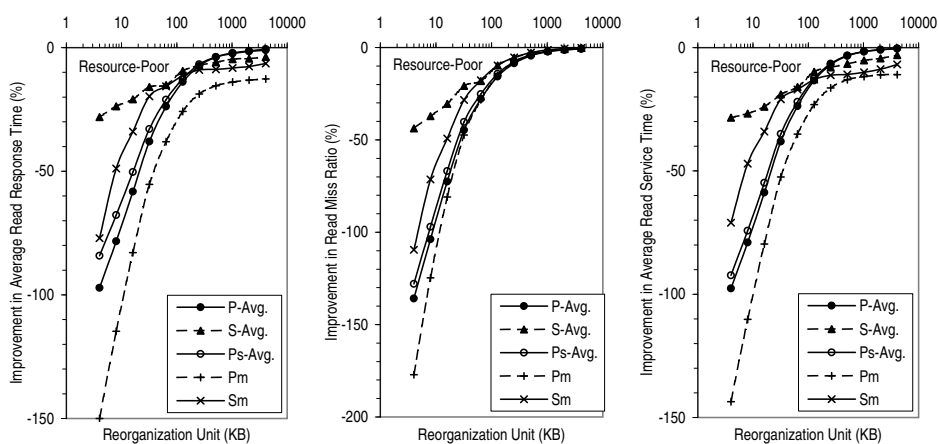 Improvement in Average Read Response Time (%)
1 10 100 1000 10000
0
-50
-100
-150
Resource-Poor
P-Avg.
S-Avg.
Ps-Avg.
Pm
Sm
Reorganization Unit (KB)
Improvement in Read Miss Ratio (%)
1 10 100 1000 10000
0
-50
-100
-150
-200
Resource-Poor
P-Avg.
S-Avg.
Ps-Avg.
Pm
Sm
Reorganization Unit (KB)
Improvement in Average Read Service Time (%)
1 10 100 1000 10000
0
-50
-100
-150
Resource-Poor
P-Avg.
S-Avg.
Ps-Avg.
Pm
Sm
Reorganization Unit (KB)